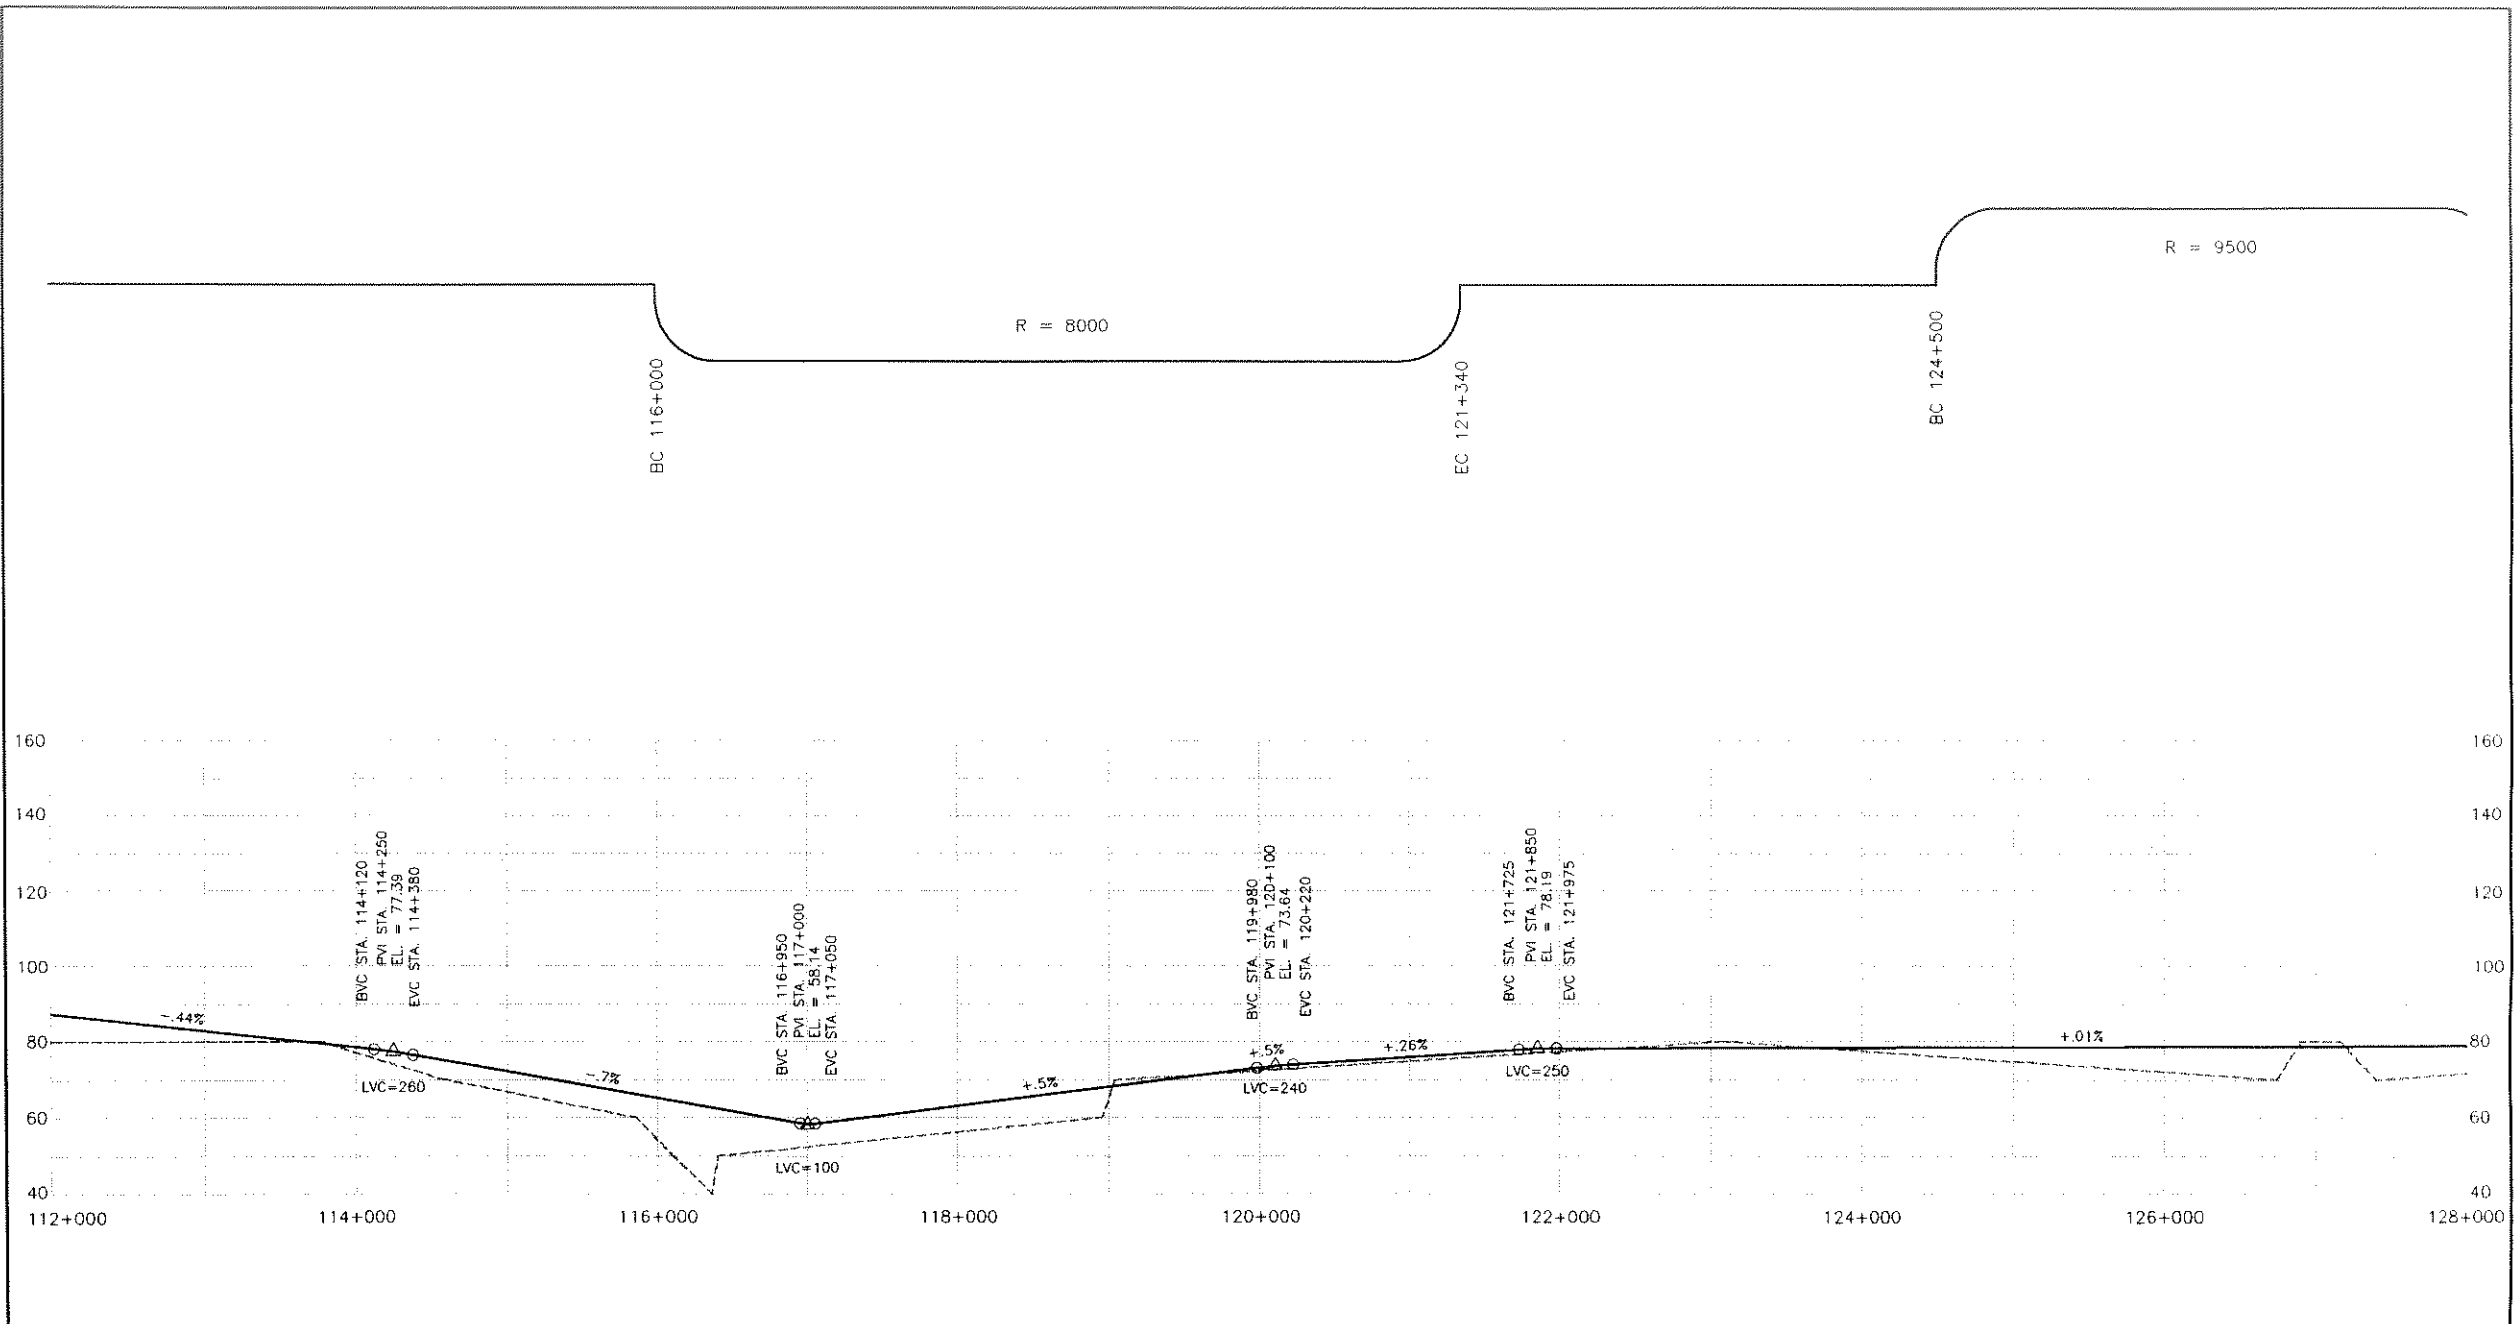 R = 9500
R = 8000
BC 116+000
EC 121+340
BC 124+500
160
160
140
140
120
120
100
100
80
80
60
60
40
40
BVC STA. 114+120
PVI STA. 114+250
EL. = 77.39
EVC STA. 114+380
BVC STA. 116+950
PVI STA. 117+000
EL. = 58.14
EVC STA. 117+050
BVC STA. 119+980
PVI STA. 120+100
EL. = 73.64
EVC STA. 120+220
BVC STA. 121+725
PVI STA. 121+850
EL. = 78.19
EVC STA. 121+975
-.44%
-.7%
+.5%
+.5%
+.26%
+.01%
LVC=260
LVC=100
LVC=240
LVC=250
112+000
114+000
116+000
118+000
120+000
122+000
124+000
126+000
128+000